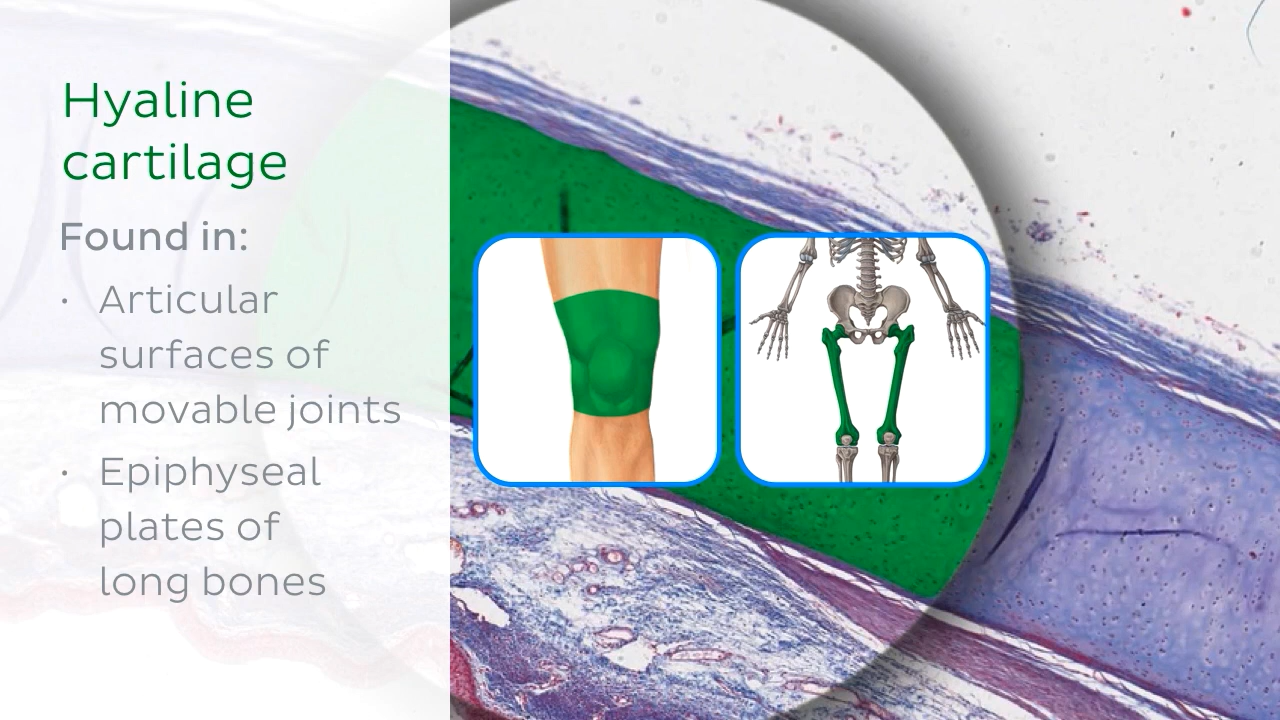 Hyaline
cartilage
Found in:
· Articular
surfaces of
movable joints
· Epiphyseal
plates of
long bones